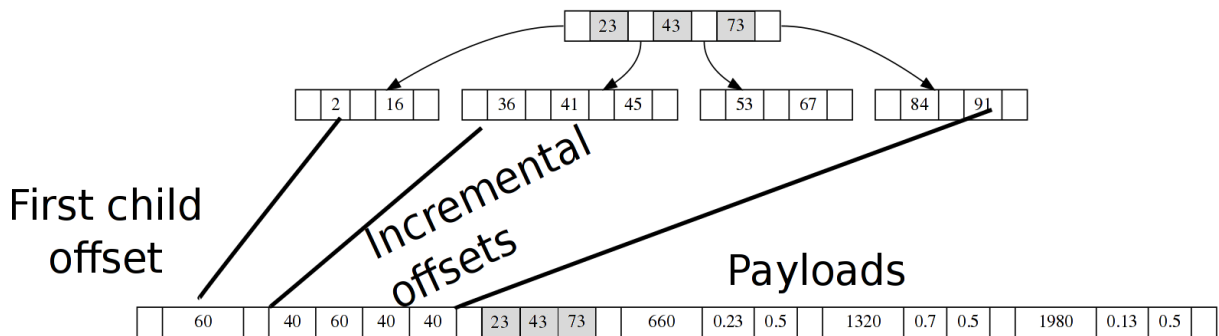 23 43 73
2 16 36 41 45 53 67 84 91
First child
offset
Incremental
offsets
Payloads
60 40 60 40 40 23 43 73 660 0.23 0.5 1320 0.7 0.5 1980 0.13 0.5